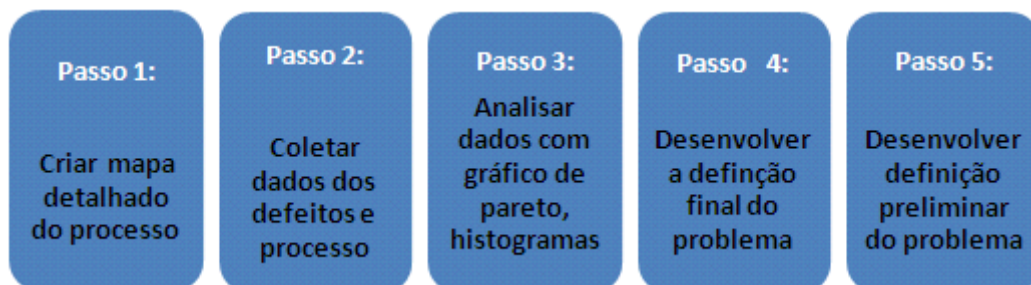 Passo 1:
Criar mapa
detalhado
do processo
Passo 2:
Coletar
dados dos
defeitos e
processo
Passo 3:
Analisar
dados com
gráfico de
pareto,
histogramas
Passo 4:
Desenvolver
a definção
final do
problema
Passo 5:
Desenvolver
definição
preliminar
do problema